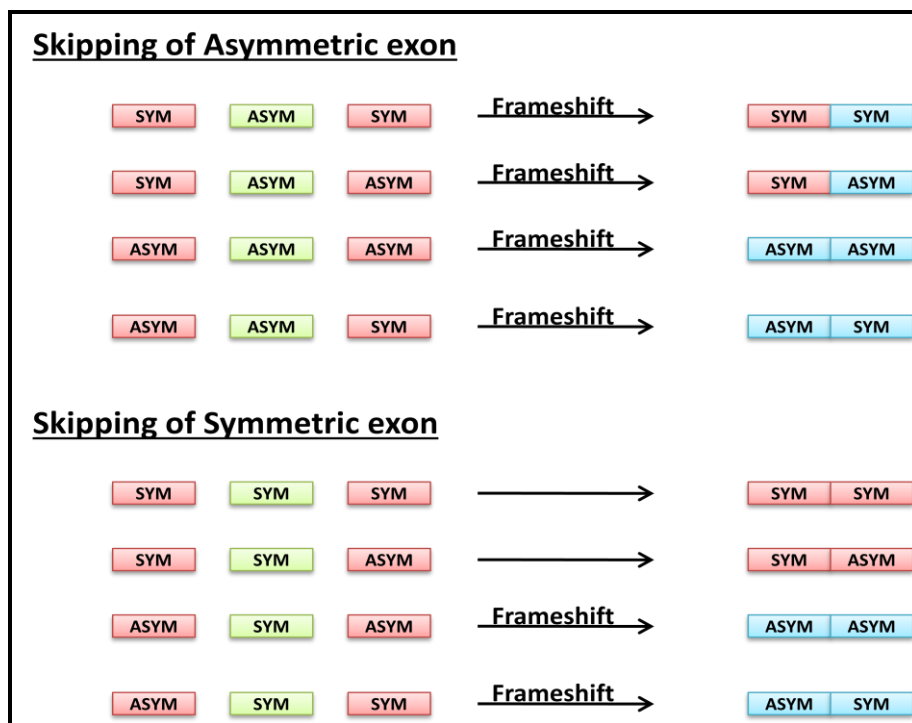 Skipping of Asymmetric exon
SYM ASYM SYM Frameshift SYM SYM
SYM ASYM ASYM Frameshift SYM ASYM
ASYM ASYM ASYM Frameshift ASYM ASYM
ASYM ASYM SYM Frameshift ASYM SYM
Skipping of Symmetric exon
SYM SYM SYM SYM SYM
SYM SYM ASYM SYM ASYM
ASYM SYM ASYM Frameshift ASYM ASYM
ASYM SYM SYM Frameshift ASYM SYM